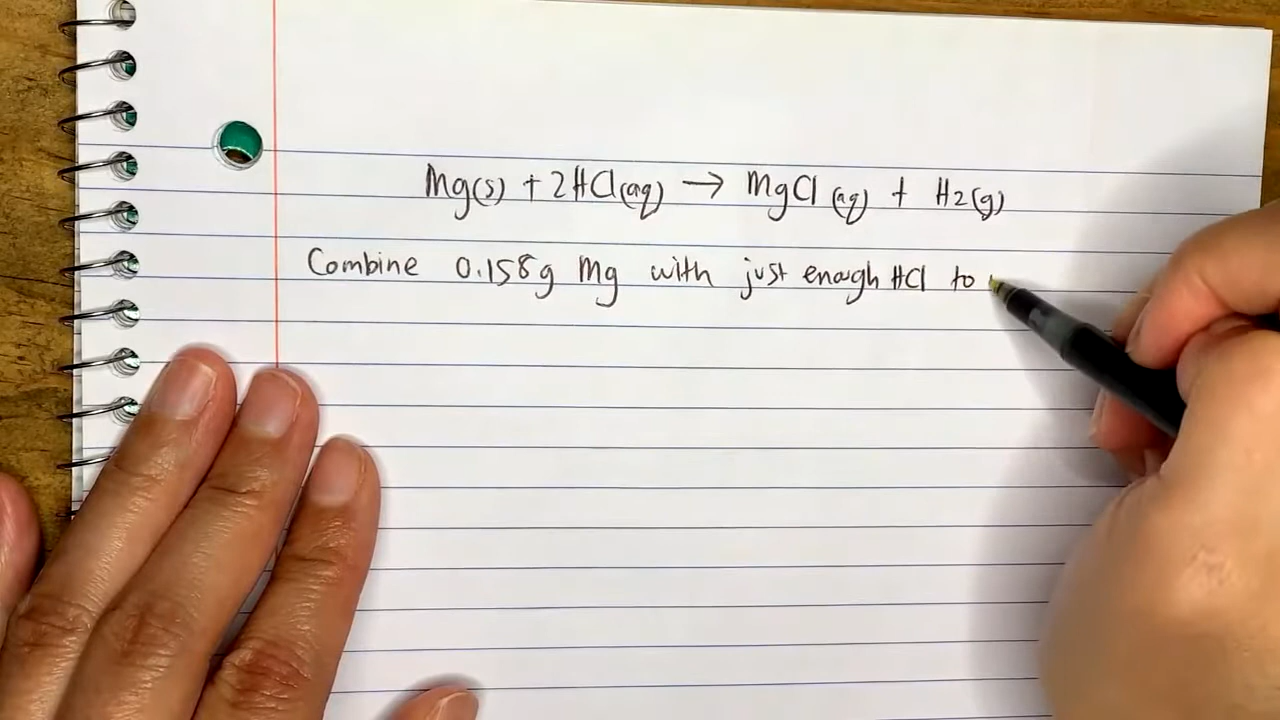 Mg(s) + 2HCl(aq) → MgCl (aq) + H2(g)
Combine 0.158g Mg with just enough HCl to